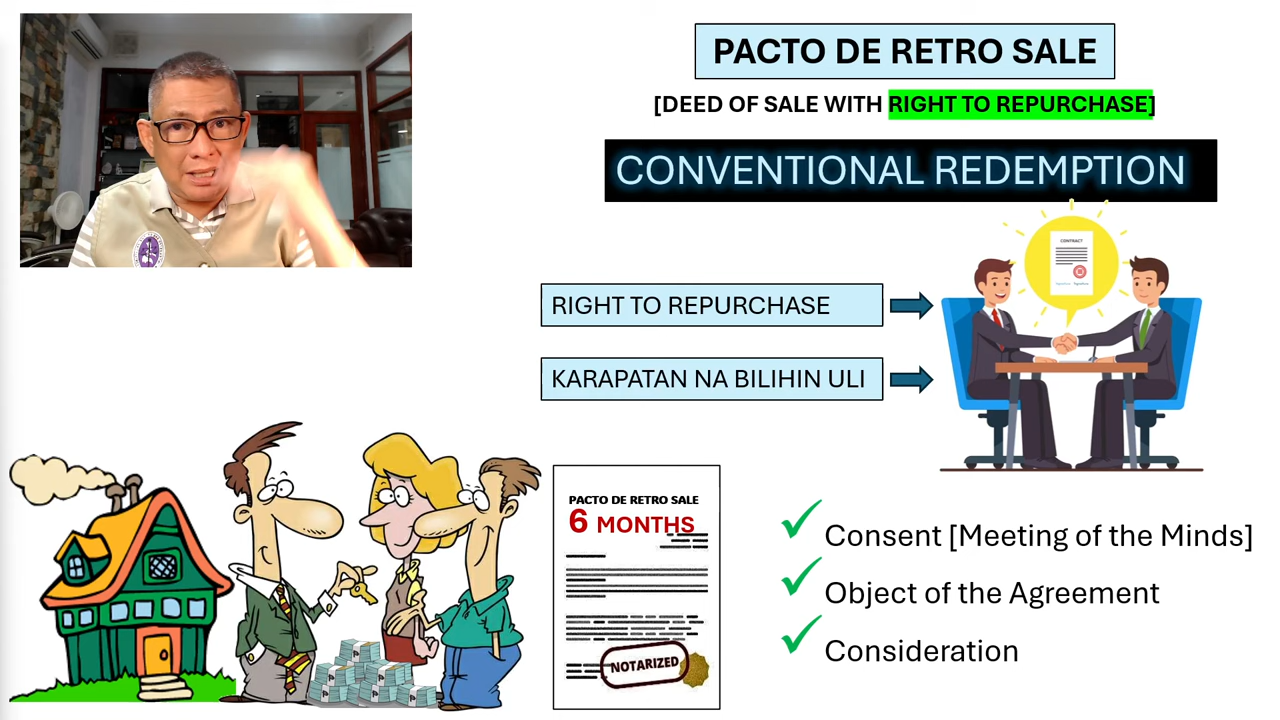 PACTO DE RETRO SALE
[DEED OF SALE WITH RIGHT TO REPURCHASE]
CONVENTIONAL REDEMPTION
CONTRACT
RIGHT TO REPURCHASE
KARAPATAN NA BILIHIN ULI
PACTO DE RETRO SALE
6 MONTHS
NOTARIZED
Consent [Meeting of the Minds]
Object of the Agreement
Consideration